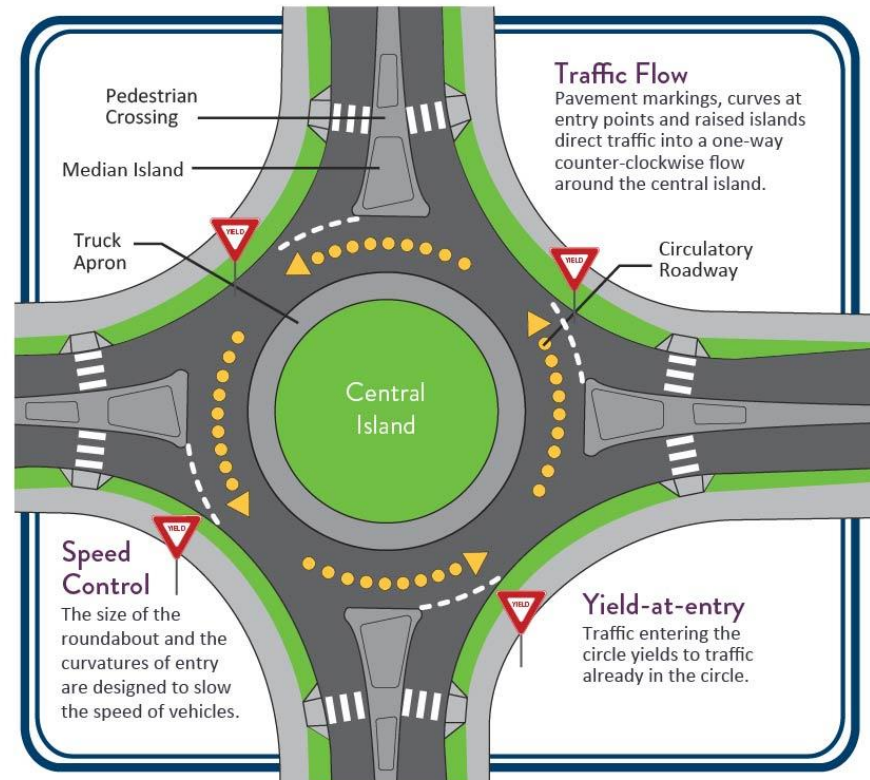 Traffic Flow
Pavement markings, curves at
entry points and raised islands
direct traffic into a one-way
counter-clockwise flow
around the central island.
Pedestrian
Crossing
Median Island
Truck
Apron
YIELD
YIELD
Circulatory
Roadway
Central
Island
YIELD
Speed
Control
The size of the
roundabout and the
curvatures of entry
are designed to slow
the speed of vehicles.
YIELD
Yield-at-entry
Traffic entering the
circle yields to traffic
already in the circle.